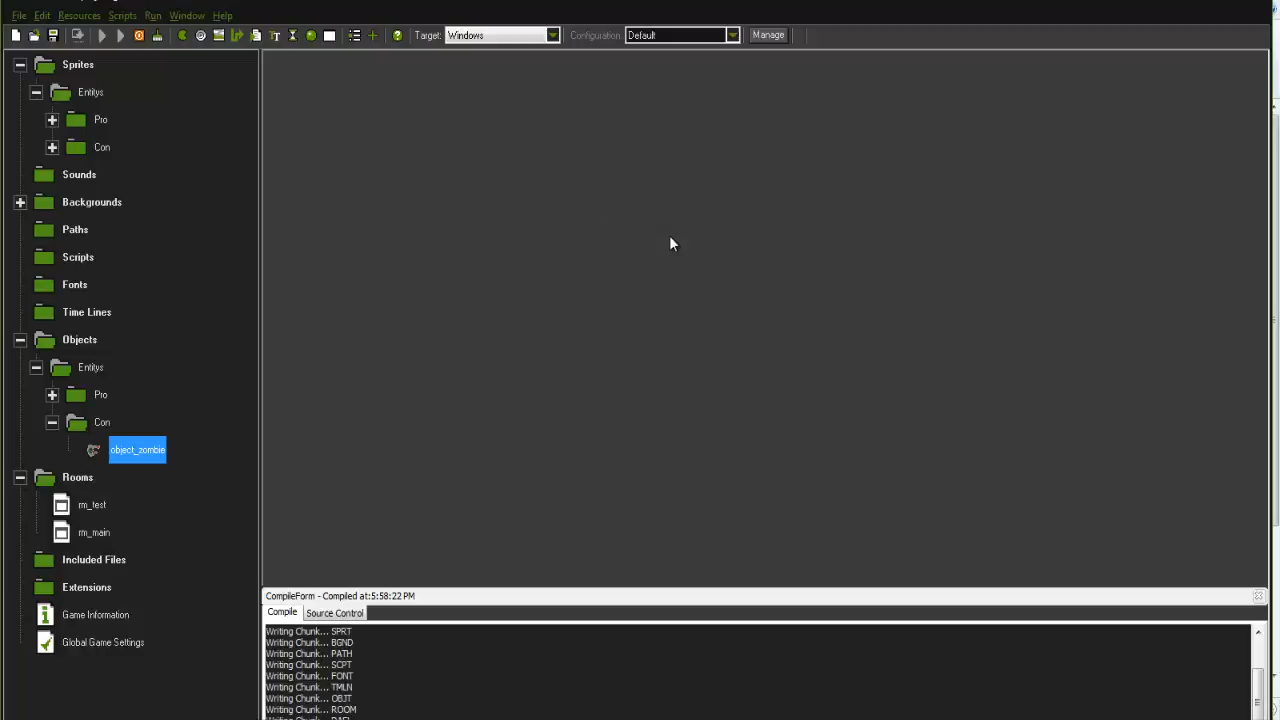 File Edit Resources Scripts Run Window Help
Target: Windows Configuration: Default Manage
Sprites
Entitys
Pro
Con
Sounds
Backgrounds
Paths
Scripts
Fonts
Time Lines
Objects
Entitys
Pro
Con
object_zombie
Rooms
rm_test
rm_main
Included Files
Extensions
Game Information
Global Game Settings
CompileForm - Compiled at:5:58:22 PM
Compile Source Control
Writing Chunk... SPRT
Writing Chunk... BGND
Writing Chunk... PATH
Writing Chunk... SCPT
Writing Chunk... FONT
Writing Chunk... TMLN
Writing Chunk... OBJT
Writing Chunk... ROOM